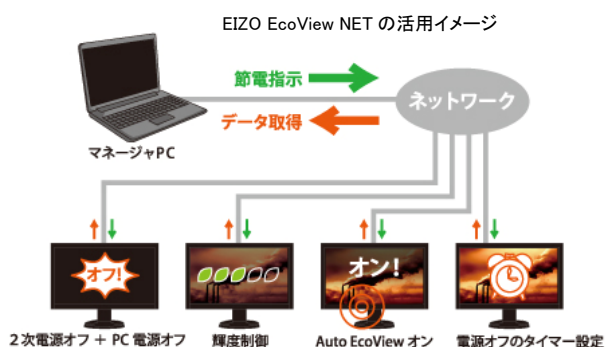 EIZO EcoView NET の活用イメージ
節電指示
ネットワーク
データ取得
マネージャPC
オフ!
オン!
2次電源オフ + PC電源オフ
輝度制御
Auto EcoView オン
電源オフのタイマー設定